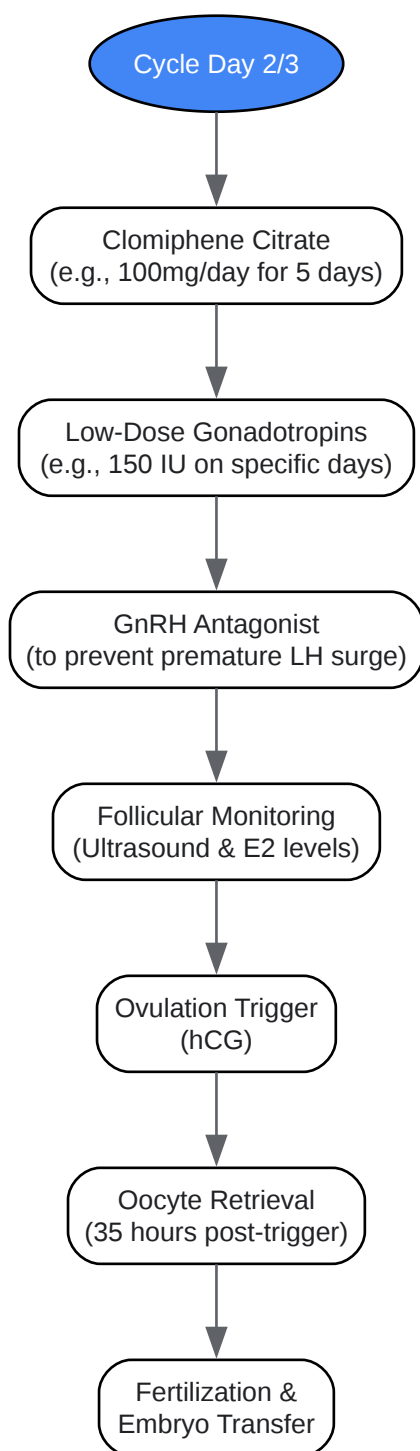 Cycle Day 2/3
Clomiphene Citrate
(e.g., 100mg/day for 5 days)
Low-Dose Gonadotropins
(e.g., 150 IU on specific days)
GnRH Antagonist
(to prevent premature LH surge)
Follicular Monitoring
(Ultrasound & E2 levels)
Ovulation Trigger
(hCG)
Oocyte Retrieval
(35 hours post-trigger)
Fertilization &
Embryo Transfer